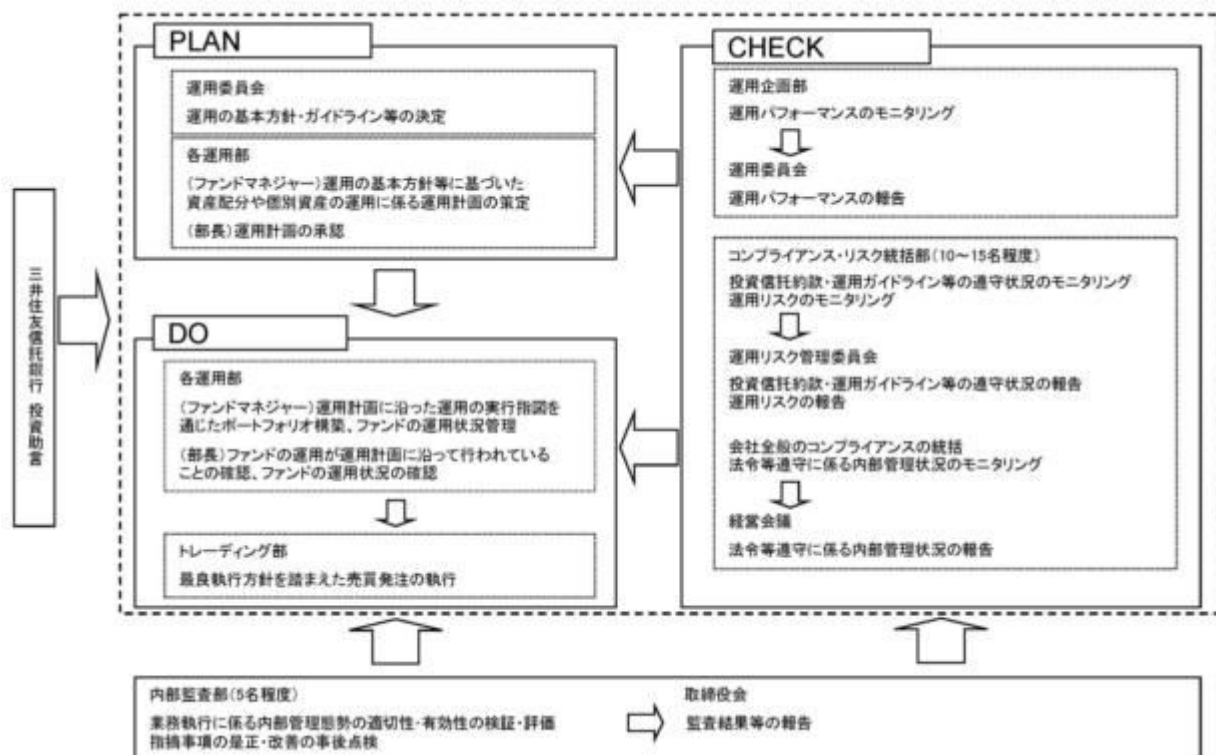 三井住友信託銀行 投資助言
PLAN
運用委員会
運用の基本方針・ガイドライン等の決定
各運用部
(ファンドマネジャー)運用の基本方針等に基づいた
資産配分や個別資産の運用に係る運用計画の策定
(部長)運用計画の承認
DO
各運用部
(ファンドマネジャー)運用計画に沿った運用の実行指図を
通じたポートフォリオ構築、ファンドの運用状況管理
(部長)ファンドの運用が運用計画に沿って行われている
ことの確認、ファンドの運用状況の確認
トレーディング部
最良執行方針を踏まえた売買発注の執行
CHECK
運用企画部
運用パフォーマンスのモニタリング
運用委員会
運用パフォーマンスの報告
コンプライアンス・リスク統括部(10～15名程度)
投資信託約款・運用ガイドライン等の遵守状況のモニタリング
運用リスクのモニタリング
運用リスク管理委員会
投資信託約款・運用ガイドライン等の遵守状況の報告
運用リスクの報告
会社全般のコンプライアンスの統括
法令等遵守に係る内部管理状況のモニタリング
経営会議
法令等遵守に係る内部管理状況の報告
内部監査部(5名程度)
業務執行に係る内部管理態勢の適切性・有効性の検証・評価
指摘事項の是正・改善の事後点検
取締役会
監査結果等の報告